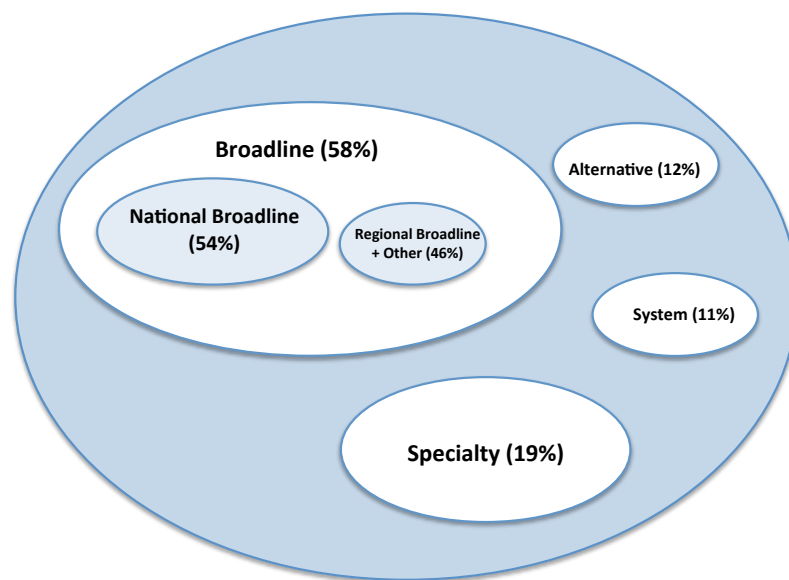 Broadline (58%)
National Broadline
(54%)
Regional Broadline
+ Other (46%)
Alternative (12%)
System (11%)
Specialty (19%)